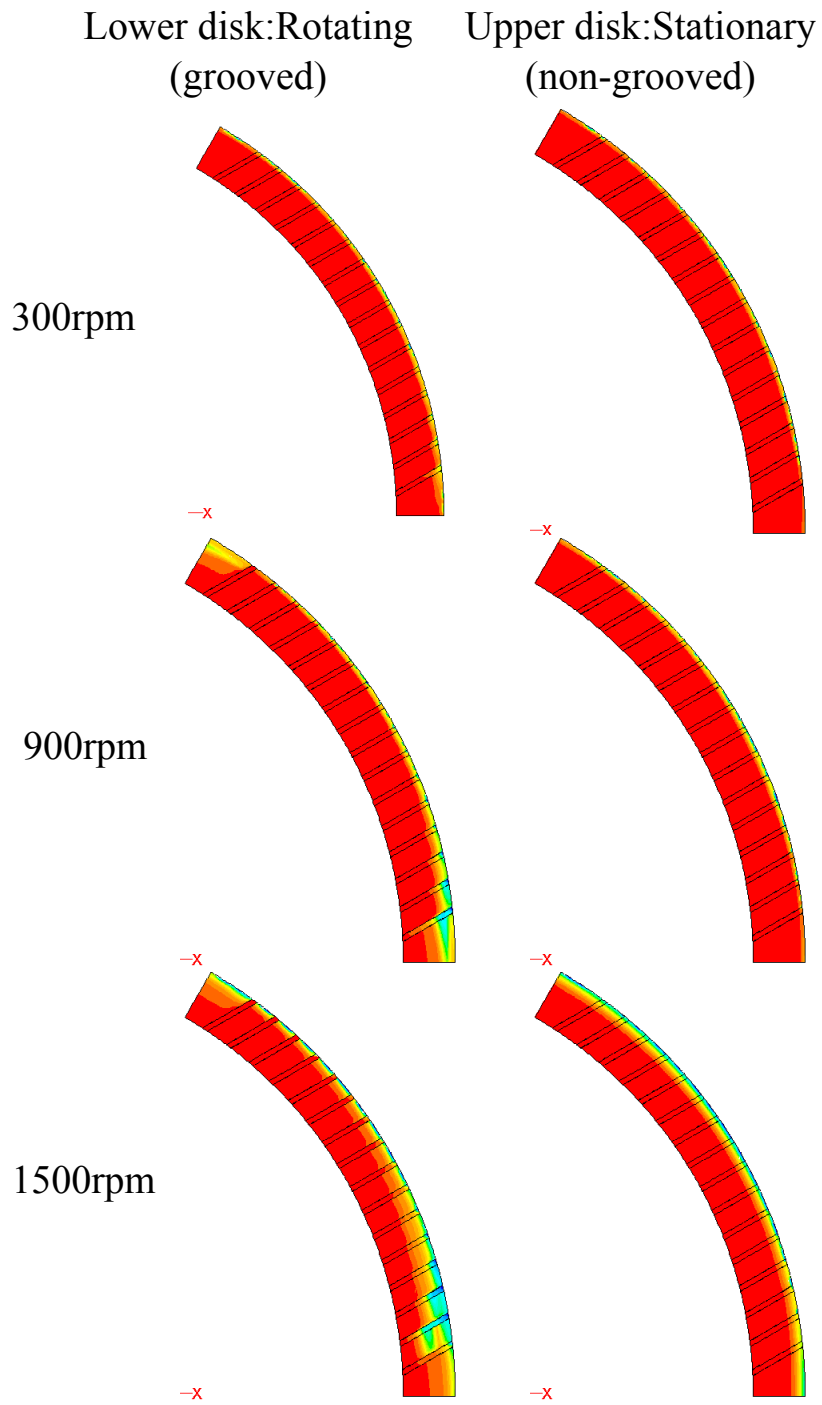 Lower disk:Rotating
(grooved)
Upper disk:Stationary
(non-grooved)
300rpm
–x
–x
900rpm
–x
–x
1500rpm
–x
–x